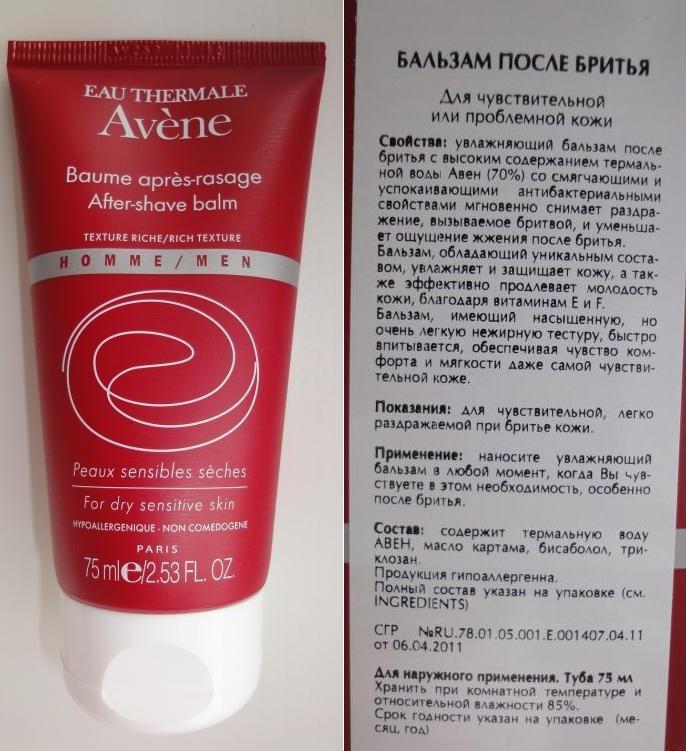 EAU THERMALE
Avène
Baume après-rasage
After-shave balm
TEXTURE RICHE/RICH TEXTURE
HOMME/MEN
Peaux sensibles sèches
For dry sensitive skin
HYPOALLERGENIQUE - NON COMEDOGENE
PARIS
75 ml e/2.53 FL. OZ.
БАЛЬЗАМ ПОСЛЕ БРИТЬЯ
Для чувствительной
или проблемной кожи
Свойства: увлажняющий бальзам после
бритья с высоким содержанием термаль-
ной воды Авен (70%) со смягчающими и
успокаивающими антибактериальными
свойствами мгновенно снимает раздра-
жение, вызываемое бритвой, и уменьша-
ет ощущение жжения после бритья.
Бальзам, обладающий уникальным соста-
вом, увлажняет и защищает кожу, а так-
же эффективно продлевает молодость
кожи, благодаря витаминам Е и F.
Бальзам, имеющий насыщенную, но
очень легкую нежирную тестуру, быстро
впитывается, обеспечивая чувство ком-
форта и мягкости даже самой чувстви-
тельной коже.
Показания: для чувствительной, легко
раздражаемой при бритье кожи.
Применение: наносите увлажняющий
бальзам в любой момент, когда Вы чув-
ствуете в этом необходимость, особенно
после бритья.
Состав: содержит термальную воду
АВЕН, масло картама, бисаболол, три-
клозан.
Продукция гипоаллергенна.
Полный состав указан на упаковке (см.
INGREDIENTS)
СГР №RU.78.01.05.001.E.001407.04.11
от 06.04.2011
Для наружного применения. Туба 75 мл
Хранить при комнатной температуре и
относительной влажности 85%.
Срок годности указан на упаковке (ме-
сяц, год)